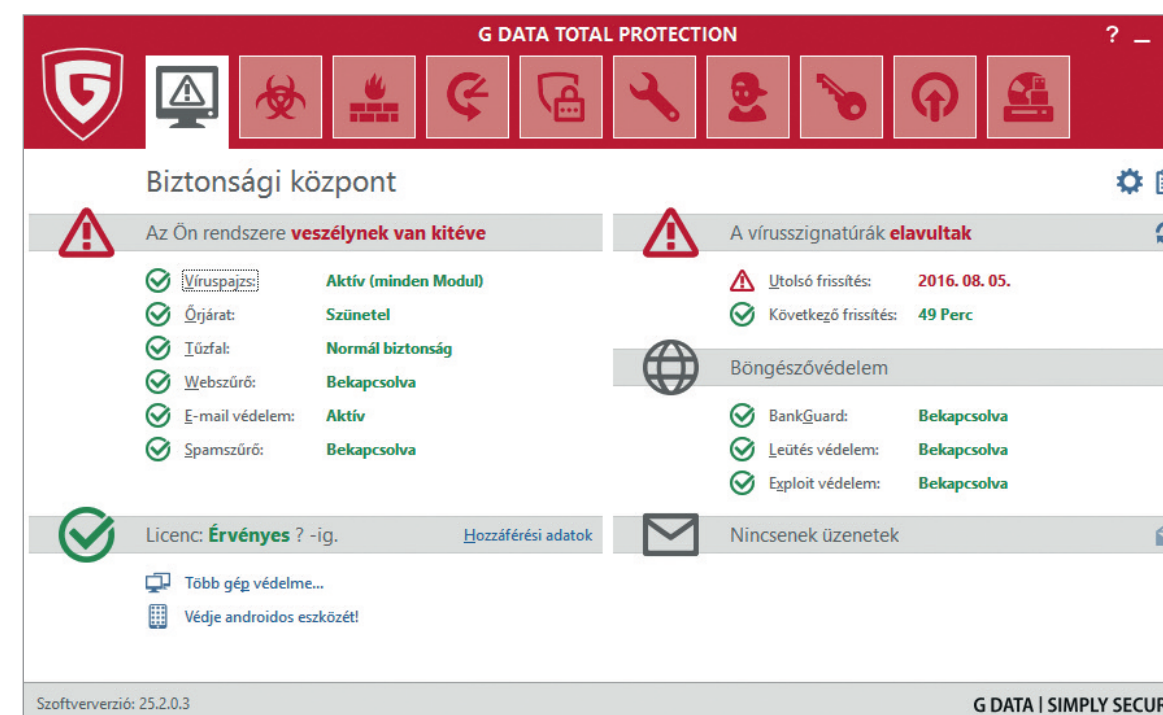 G DATA TOTAL PROTECTION
? _
Biztonsági központ
Az Ön rendszere veszélynek van kitéve
Víruspajzs: Aktív (minden Modul)
Őrjárat: Szünetel
Tűzfal: Normál biztonság
Webszűrő: Bekapcsolva
E-mail védelem: Aktív
Spamszűrő: Bekapcsolva
Licenc: Érvényes ? -ig. Hozzáférési adatok
Több gép védelme...
Védje androidos eszközét!
A vírusszignatúrák elavultak
Utolsó frissítés: 2016. 08. 05.
Következő frissítés: 49 Perc
Böngészővédelem
BankGuard: Bekapcsolva
Leütés védelem: Bekapcsolva
Exploit védelem: Bekapcsolva
Nincsenek üzenetek
Szoftververzió: 25.2.0.3
G DATA | SIMPLY SECUR